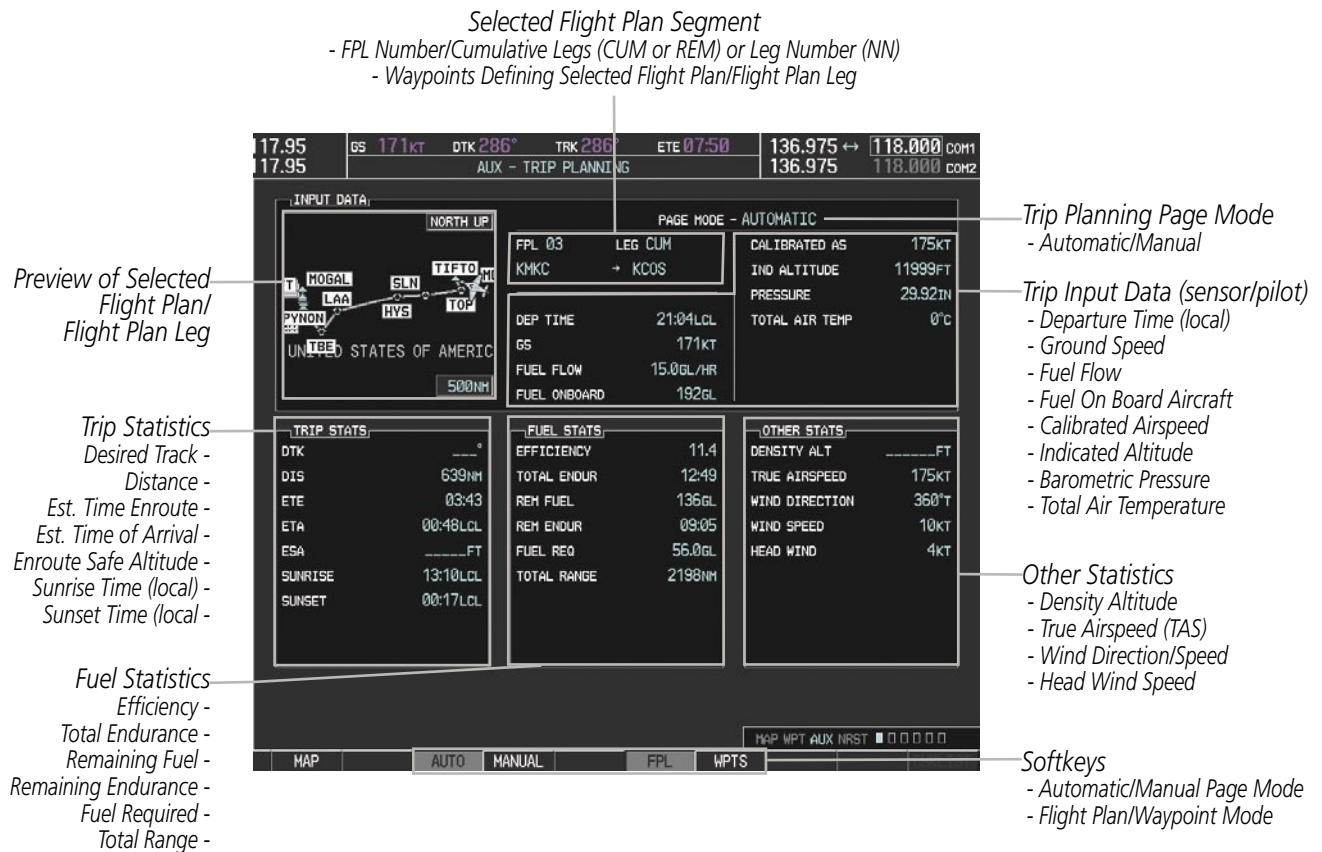 Selected Flight Plan Segment
- FPL Number/Cumulative Legs (CUM or REM) or Leg Number (NN)
- Waypoints Defining Selected Flight Plan/Flight Plan Leg
17.95 GS 171KT DTK 286° TRK 286° ETE 07:50 136.975 ↔ 118.000 COM1
17.95 AUX - TRIP PLANNING 136.975 118.000 COM2
INPUT DATA
NORTH UP
MOGAL
SLN
TIFTO
LAA
HYS
TOP
PYNON
TBE
UNITED STATES OF AMERIC
500NM
PAGE MODE - AUTOMATIC
FPL 03 LEG CUM
KMKC → KCOS
DEP TIME 21:04LCL
GS 171KT
FUEL FLOW 15.0GL/HR
FUEL ONBOARD 192GL
CALIBRATED AS 175KT
IND ALTITUDE 11999FT
PRESSURE 29.92IN
TOTAL AIR TEMP 0°C
TRIP STATS
DTK ___°
DIS 639NM
ETE 03:43
ETA 00:48LCL
ESA _____FT
SUNRISE 13:10LCL
SUNSET 00:17LCL
FUEL STATS
EFFICIENCY 11.4
TOTAL ENDUR 12:49
REM FUEL 136GL
REM ENDUR 09:05
FUEL REQ 56.0GL
TOTAL RANGE 2198NM
OTHER STATS
DENSITY ALT ______FT
TRUE AIRSPEED 175KT
WIND DIRECTION 360°T
WIND SPEED 10KT
HEAD WIND 4KT
MAP WPT AUX NRST
MAP AUTO MANUAL FPL WPTS
Preview of Selected
Flight Plan/
Flight Plan Leg
Trip Statistics
Desired Track -
Distance -
Est. Time Enroute -
Est. Time of Arrival -
Enroute Safe Altitude -
Sunrise Time (local) -
Sunset Time (local -
Fuel Statistics
Efficiency -
Total Endurance -
Remaining Fuel -
Remaining Endurance -
Fuel Required -
Total Range -
Trip Planning Page Mode
- Automatic/Manual
Trip Input Data (sensor/pilot)
- Departure Time (local)
- Ground Speed
- Fuel Flow
- Fuel On Board Aircraft
- Calibrated Airspeed
- Indicated Altitude
- Barometric Pressure
- Total Air Temperature
Other Statistics
- Density Altitude
- True Airspeed (TAS)
- Wind Direction/Speed
- Head Wind Speed
Softkeys
- Automatic/Manual Page Mode
- Flight Plan/Waypoint Mode